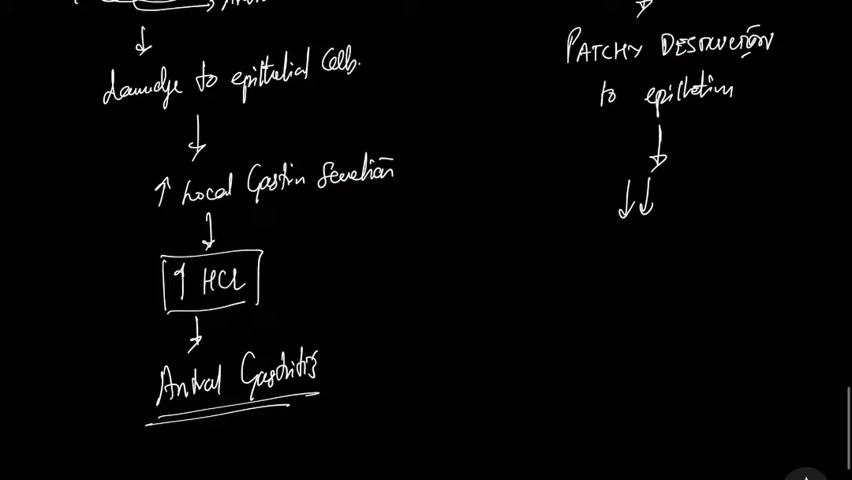 damage to epithelial cells.
↑ Local Gastrin Secretion
↑ HCL
Antral Gastritis
PATCHY DESTRUCTION
to epithelium
↓↓